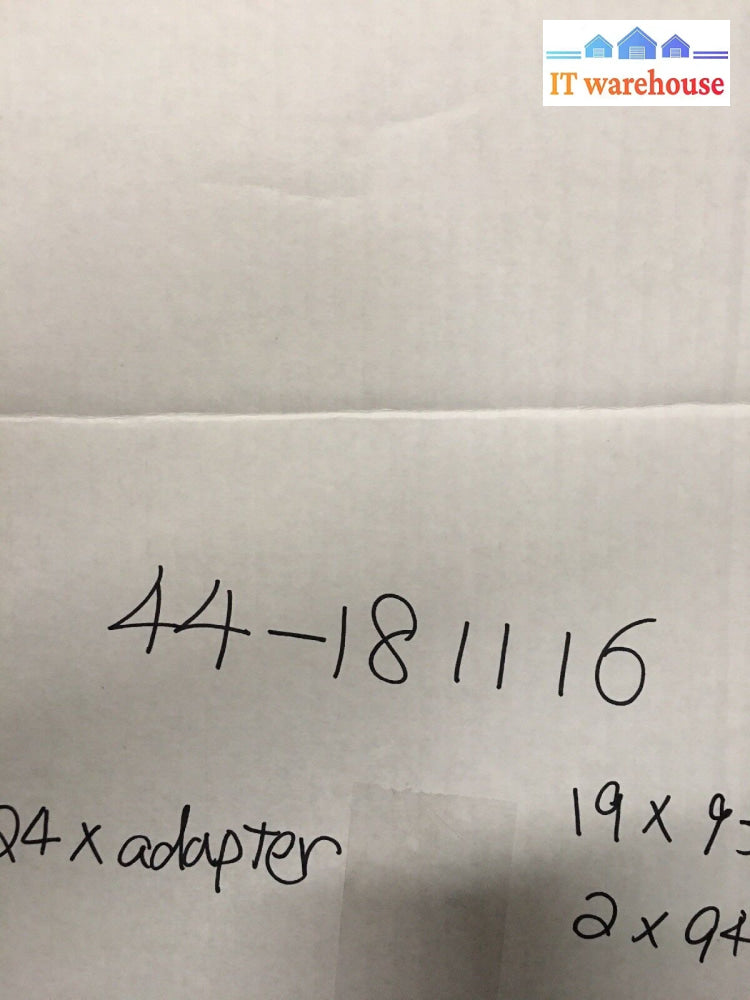 IT warehouse
44-181116
24 x adapter
19 x 9
2 x 94